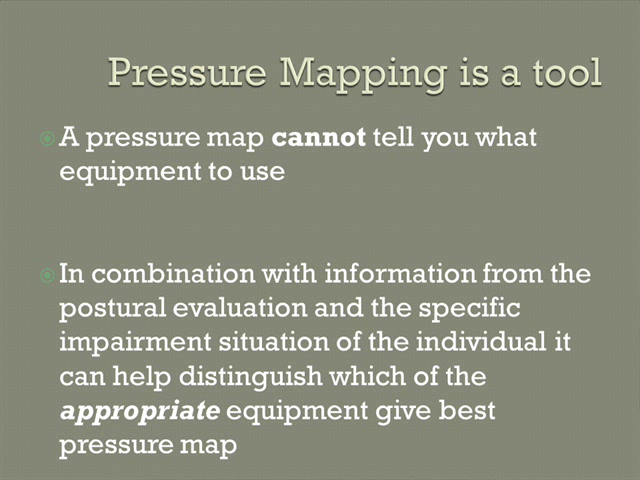 Pressure Mapping is a tool
A pressure map cannot tell you what
equipment to use
In combination with information from the
postural evaluation and the specific
impairment situation of the individual it
can help distinguish which of the
appropriate equipment give best
pressure map